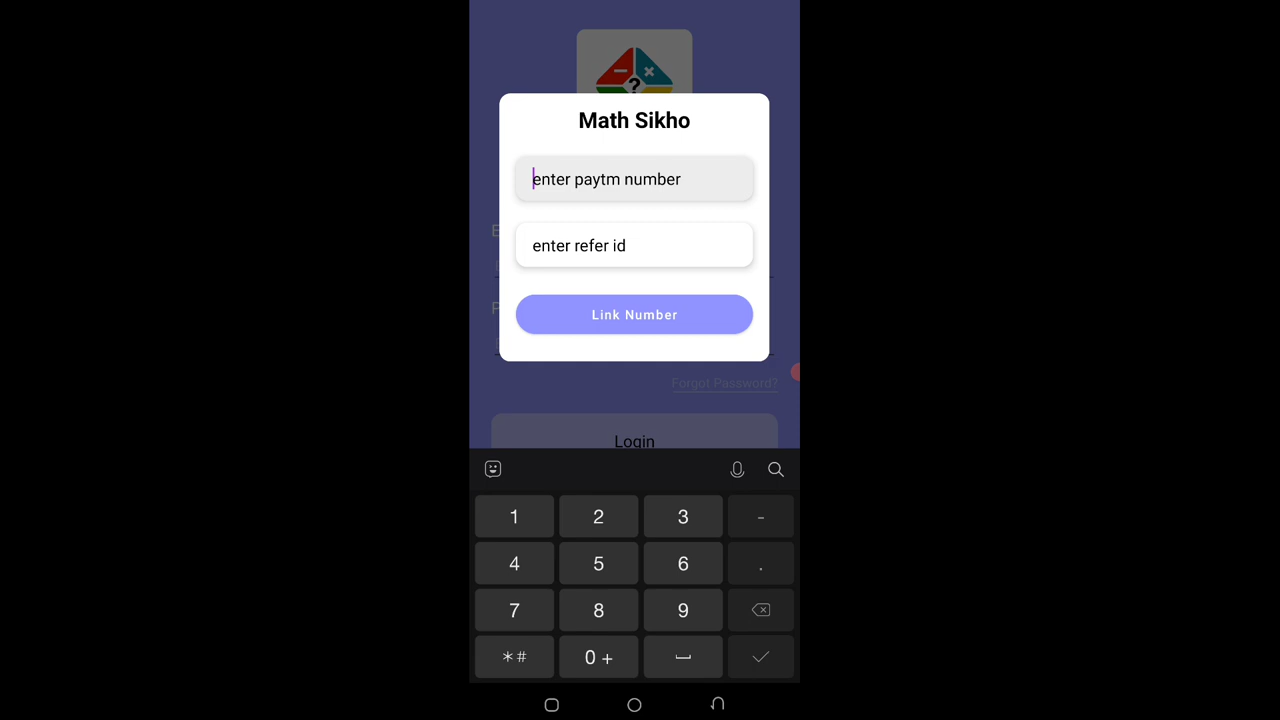 Math Sikho
enter paytm number
enter refer id
Link Number
Forgot Password?
Login
1 2 3 -
4 5 6 .
7 8 9
*# 0 +